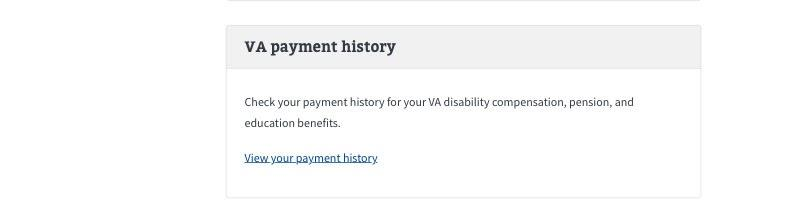 VA payment history
Check your payment history for your VA disability compensation, pension, and
education benefits.
View your payment history